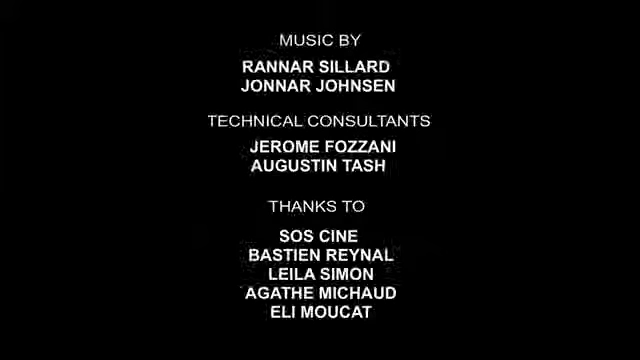 MUSIC BY
RANNAR SILLARD
JONNAR JOHNSEN
TECHNICAL CONSULTANTS
JEROME FOZZANI
AUGUSTIN TASH
THANKS TO
SOS CINE
BASTIEN REYNAL
LEILA SIMON
AGATHE MICHAUD
ELI MOUCAT